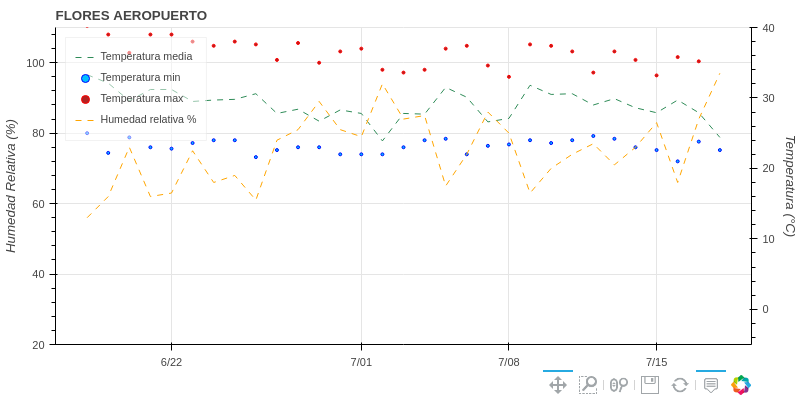 FLORES AEROPUERTO
Temperatura media
Temperatura min
Temperatura max
Humedad relativa %
Humedad Relativa (%)
100
80
60
40
20
40
30
20
10
0
Temperatura (°C)
6/22
7/01
7/08
7/15